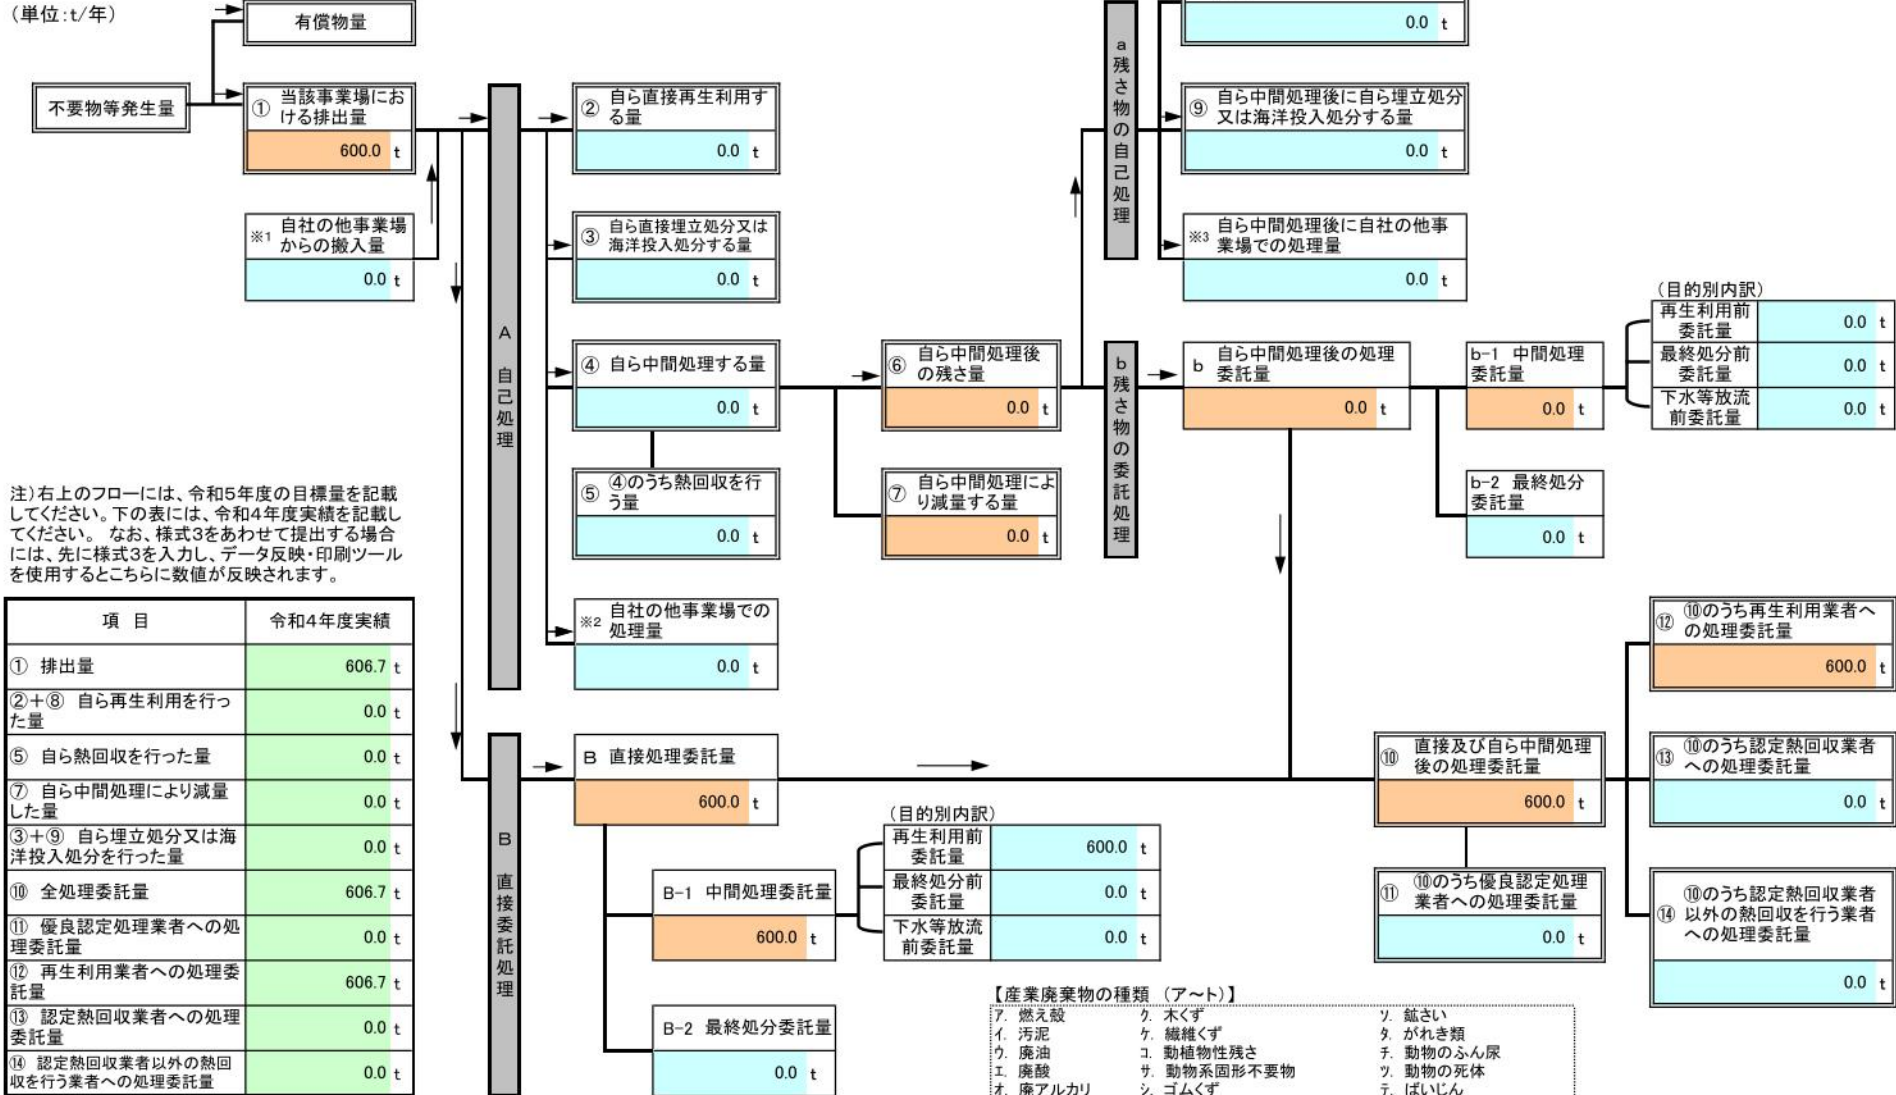 (単位:t/年)
有償物量
不要物等発生量
① 当該事業場にお
ける排出量
600.0 t
※1 自社の他事業場
からの搬入量
0.0 t
A 自己処理
② 自ら直接再生利用す
る量
0.0 t
③ 自ら直接埋立処分又は
海洋投入処分する量
0.0 t
④ 自ら中間処理する量
0.0 t
⑤ ④のうち熱回収を行
う量
0.0 t
※2 自社の他事業場での
処理量
0.0 t
⑥ 自ら中間処理後
の残さ量
0.0 t
⑦ 自ら中間処理によ
り減量する量
0.0 t
a 残さ物の自己処理
0.0 t
⑨ 自ら中間処理後に自ら埋立処分
又は海洋投入処分する量
0.0 t
※3 自ら中間処理後に自社の他事
業場での処理量
0.0 t
b 残さ物の委託処理
b 自ら中間処理後の処理
委託量
0.0 t
b-1 中間処理
委託量
0.0 t
b-2 最終処分
委託量
0.0 t
(目的別内訳)
再生利用前
委託量
0.0 t
最終処分前
委託量
0.0 t
下水等放流
前委託量
0.0 t
注)右上のフローには、令和5年度の目標量を記載
してください。下の表には、令和4年度実績を記載し
てください。 なお、様式3をあわせて提出する場合
には、先に様式3を入力し、データ反映・印刷ツール
を使用するとこちらに数値が反映されます。
項 目 令和4年度実績
① 排出量 606.7 t
②+⑧ 自ら再生利用を行っ
た量 0.0 t
⑤ 自ら熱回収を行った量 0.0 t
⑦ 自ら中間処理により減量
した量 0.0 t
③+⑨ 自ら埋立処分又は海
洋投入処分を行った量 0.0 t
⑩ 全処理委託量 606.7 t
⑪ 優良認定処理業者への処
理委託量 0.0 t
⑫ 再生利用業者への処理委
託量 606.7 t
⑬ 認定熱回収業者への処理
委託量 0.0 t
⑭ 認定熱回収業者以外の熱回
収を行う業者への処理委託量 0.0 t
B 直接委託処理
B 直接処理委託量
600.0 t
B-1 中間処理委託量
600.0 t
B-2 最終処分委託量
0.0 t
(目的別内訳)
再生利用前
委託量
600.0 t
最終処分前
委託量
0.0 t
下水等放流
前委託量
0.0 t
⑩ 直接及び自ら中間処理
後の処理委託量
600.0 t
⑪ ⑩のうち優良認定処理
業者への処理委託量
0.0 t
⑫ ⑩のうち再生利用業者へ
の処理委託量
600.0 t
⑬ ⑩のうち認定熱回収業者
への処理委託量
0.0 t
⑭ ⑩のうち認定熱回収業者
以外の熱回収を行う業者
への処理委託量
0.0 t
【産業廃棄物の種類 (ア~ト)】
ア. 燃え殻 ク. 木くず ソ. 鉱さい
イ. 汚泥 ケ. 繊維くず タ. がれき類
ウ. 廃油 コ. 動植物性残さ チ. 動物のふん尿
エ. 廃酸 サ. 動物系固形不要物 ツ. 動物の死体
オ. 廃アルカリ シ. ゴムくず テ. ばいじん